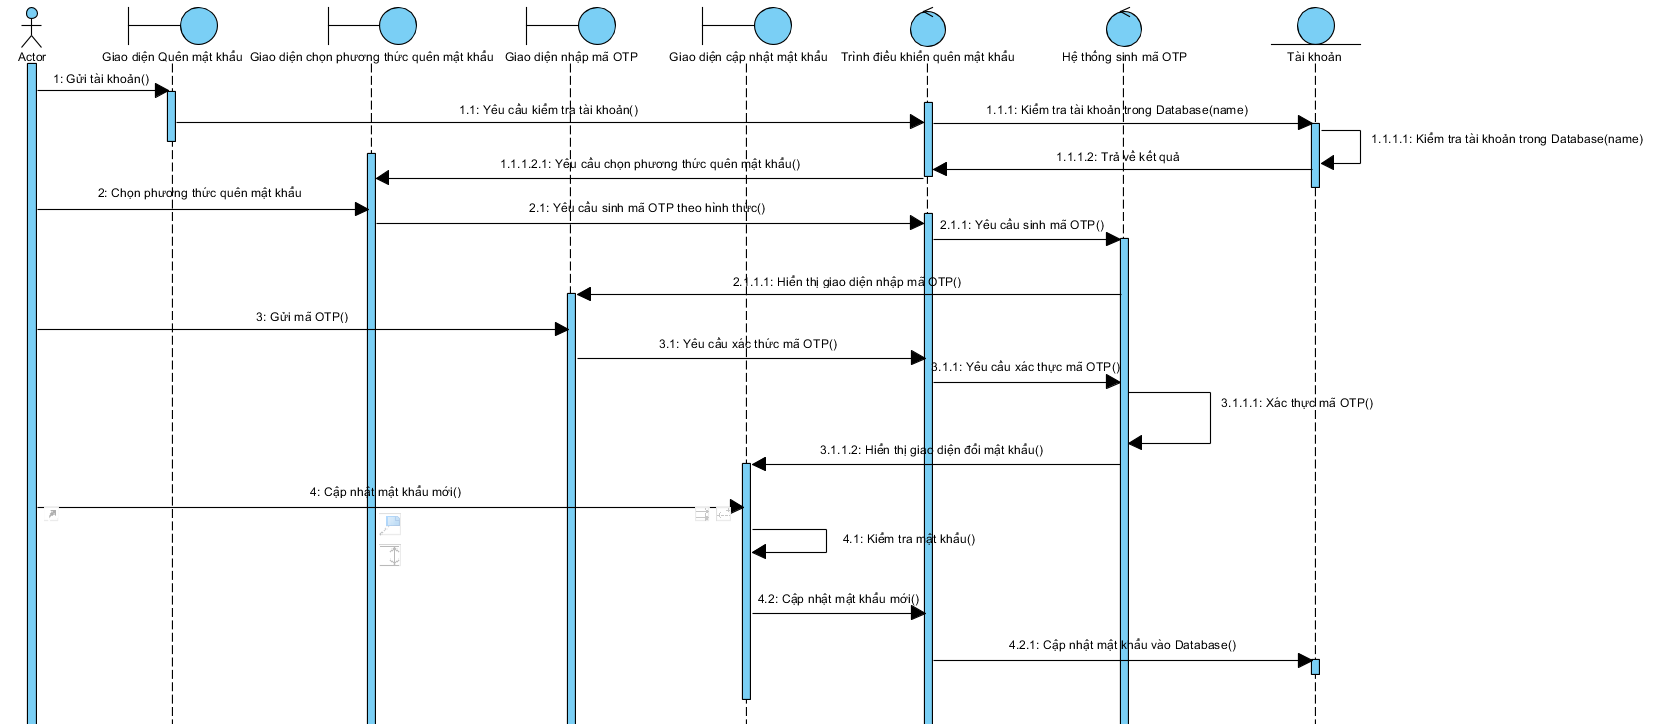 Actor
Giao diện Quên mật khẩu
Giao diện chọn phương thức quên mật khẩu
Giao diện nhập mã OTP
Giao diện cập nhật mật khẩu
Trình điều khiển quên mật khẩu
Hệ thống sinh mã OTP
Tài khoản
1: Gửi tài khoản()
1.1: Yêu cầu kiểm tra tài khoản()
1.1.1: Kiểm tra tài khoản trong Database(name)
1.1.1.1: Kiểm tra tài khoản trong Database(name)
1.1.1.2: Trả về kết quả
1.1.1.2.1: Yêu cầu chọn phương thức quên mật khẩu()
2: Chọn phương thức quên mật khẩu
2.1: Yêu cầu sinh mã OTP theo hình thức()
2.1.1: Yêu cầu sinh mã OTP()
2.1.1.1: Hiển thị giao diện nhập mã OTP()
3: Gửi mã OTP()
3.1: Yêu cầu xác thức mã OTP()
3.1.1: Yêu cầu xác thực mã OTP()
3.1.1.1: Xác thực mã OTP()
3.1.1.2: Hiển thị giao diện đổi mật khẩu()
4: Cập nhật mật khẩu mới()
4.1: Kiểm tra mật khẩu()
4.2: Cập nhật mật khẩu mới()
4.2.1: Cập nhật mật khẩu vào Database()